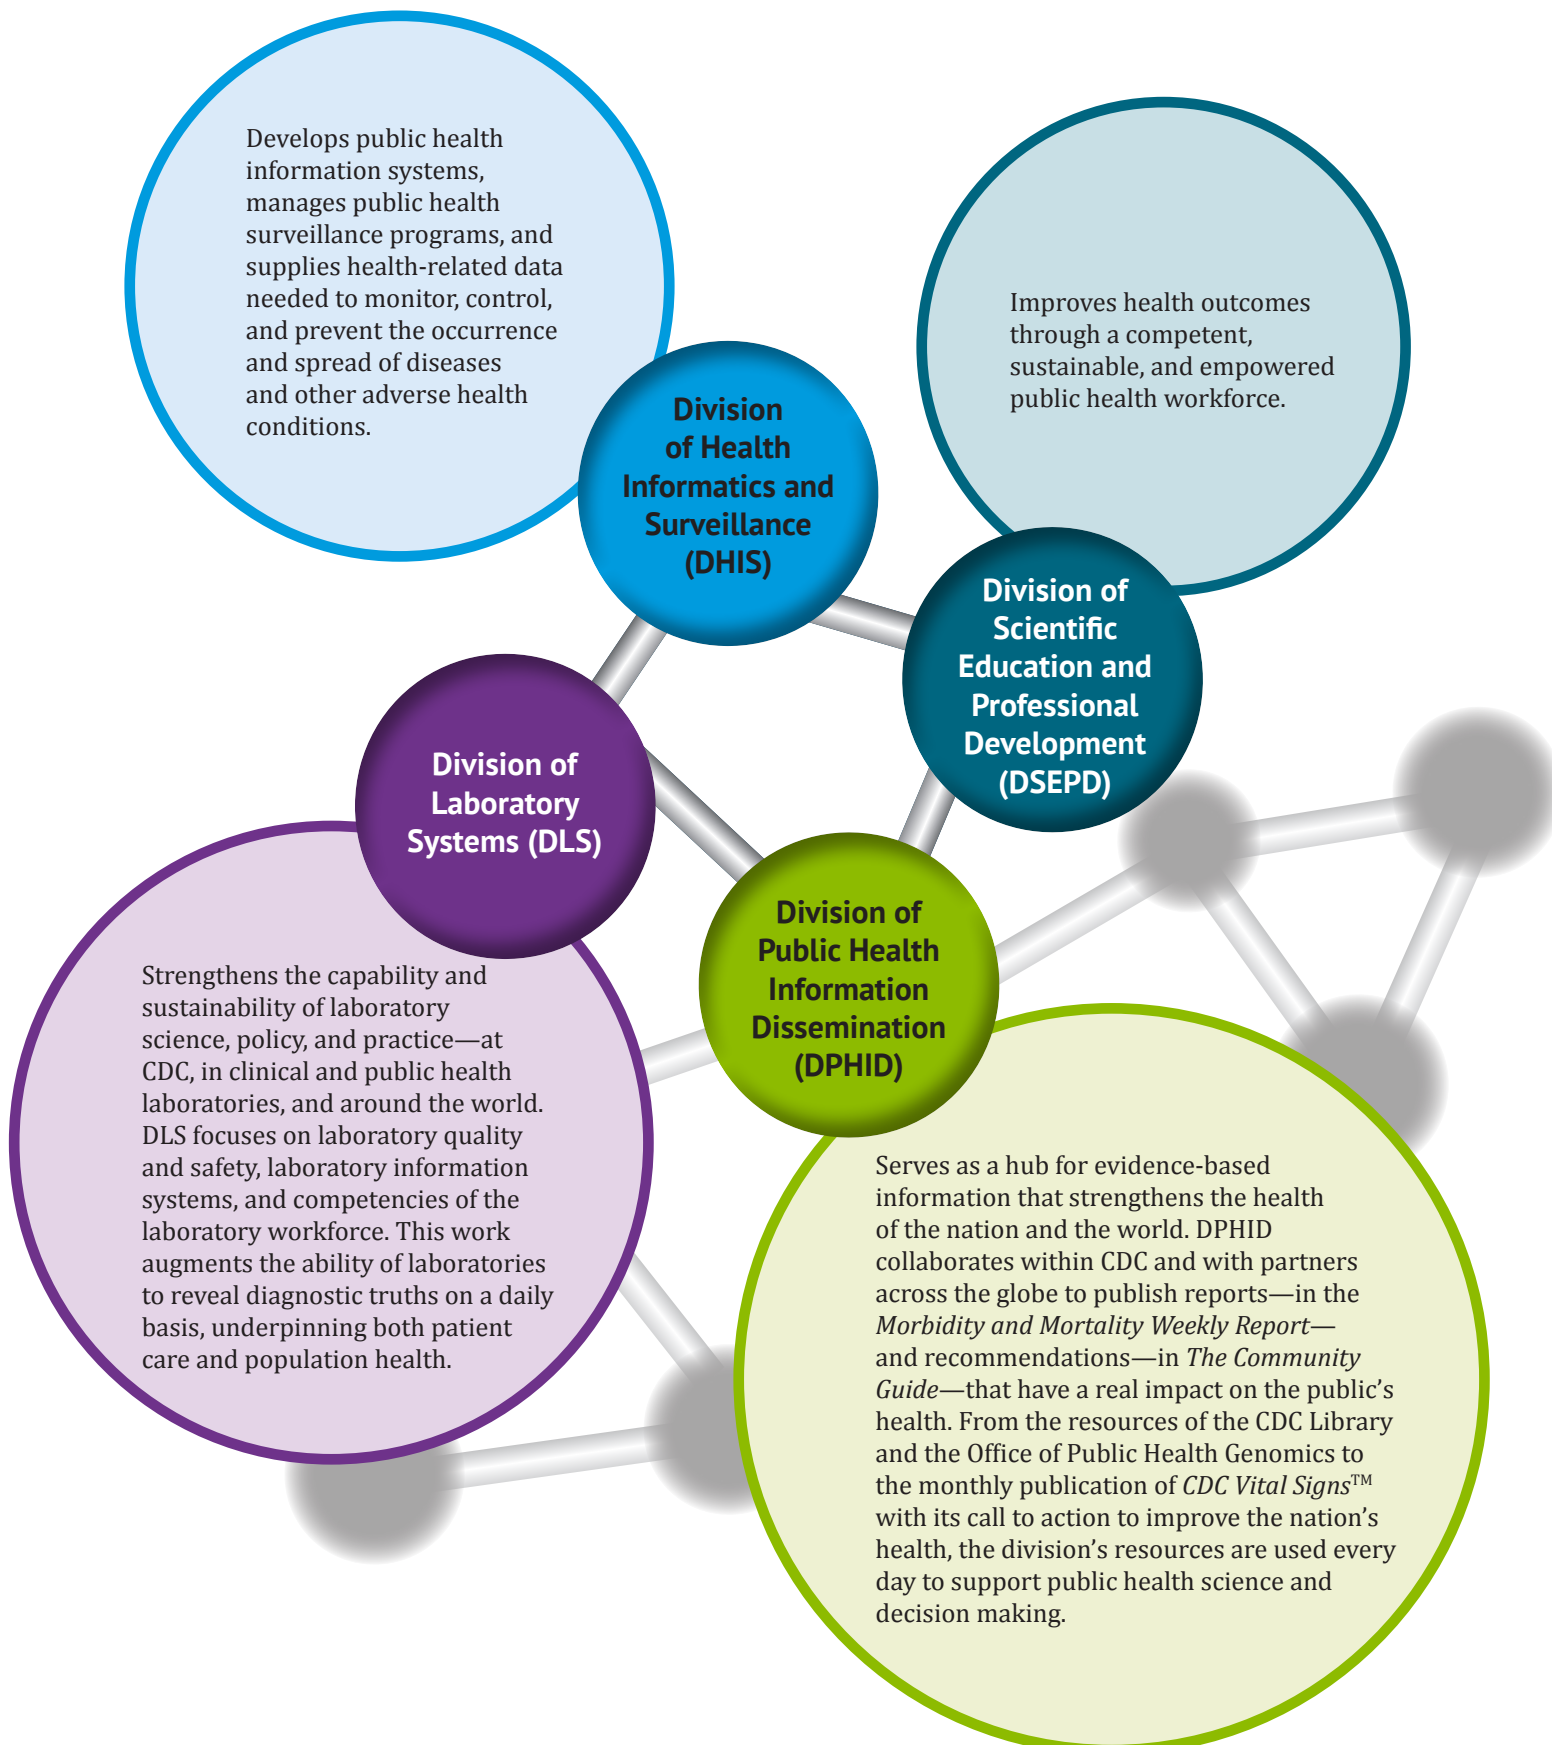 Develops public health
information systems,
manages public health
surveillance programs, and
supplies health-related data
needed to monitor, control,
and prevent the occurrence
and spread of diseases
and other adverse health
conditions.
Division
of Health
Informatics and
Surveillance
(DHIS)
Improves health outcomes
through a competent,
sustainable, and empowered
public health workforce.
Division of
Scientific
Education and
Professional
Development
(DSEPD)
Division of
Laboratory
Systems (DLS)
Strengthens the capability and
sustainability of laboratory
science, policy, and practice—at
CDC, in clinical and public health
laboratories, and around the world.
DLS focuses on laboratory quality
and safety, laboratory information
systems, and competencies of the
laboratory workforce. This work
augments the ability of laboratories
to reveal diagnostic truths on a daily
basis, underpinning both patient
care and population health.
Division of
Public Health
Information
Dissemination
(DPHID)
Serves as a hub for evidence-based
information that strengthens the health
of the nation and the world. DPHID
collaborates within CDC and with partners
across the globe to publish reports—in the
Morbidity and Mortality Weekly Report—
and recommendations—in The Community
Guide—that have a real impact on the public’s
health. From the resources of the CDC Library
and the Office of Public Health Genomics to
the monthly publication of CDC Vital Signs™
with its call to action to improve the nation’s
health, the division’s resources are used every
day to support public health science and
decision making.